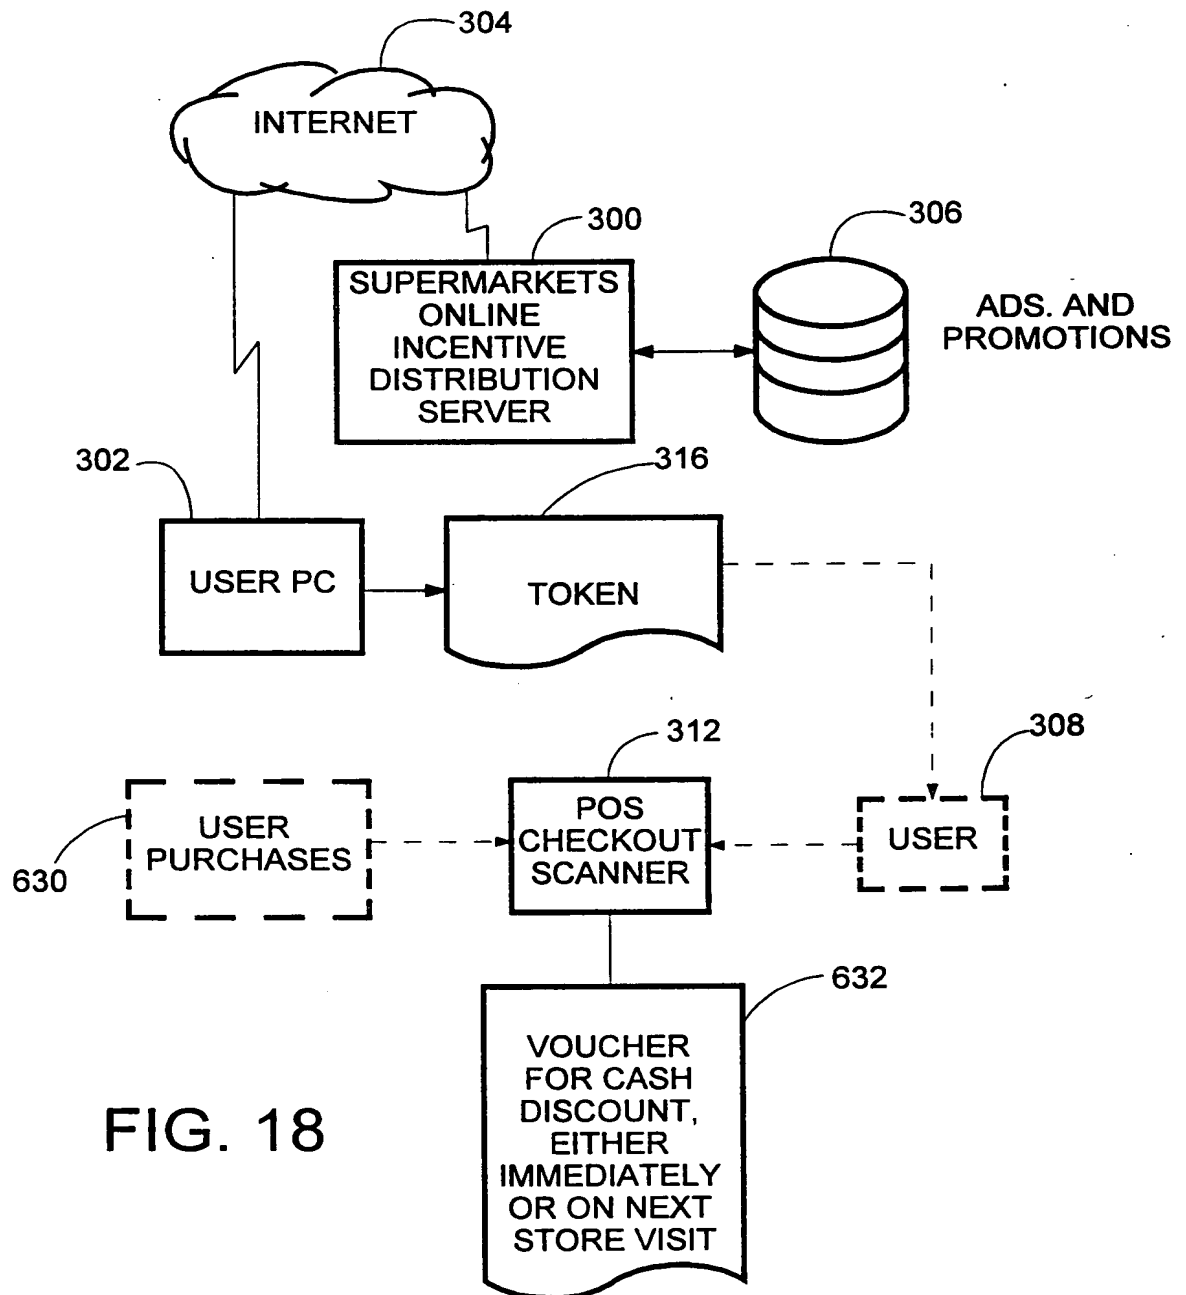 304
INTERNET
300
306
SUPERMARKETS
ONLINE
INCENTIVE
DISTRIBUTION
SERVER
ADS. AND
PROMOTIONS
302
316
USER PC
TOKEN
312
308
USER
PURCHASES
630
POS
CHECKOUT
SCANNER
USER
632
VOUCHER
FOR CASH
DISCOUNT,
EITHER
IMMEDIATELY
OR ON NEXT
STORE VISIT
FIG. 18